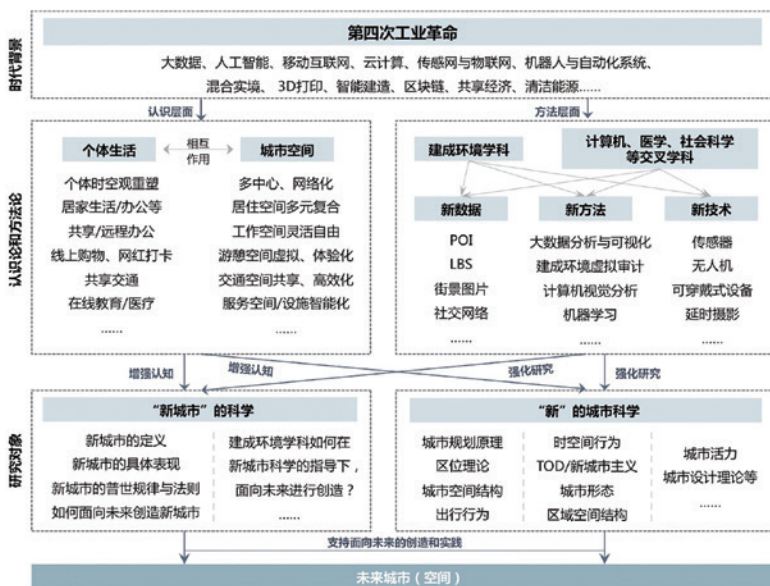 时代背景
第四次工业革命
大数据、人工智能、移动互联网、云计算、传感网与物联网、机器人与自动化系统、
混合实境、3D打印、智能建造、区块链、共享经济、清洁能源……
认识层面
方法层面
认识论和方法论
个体生活
相互
作用
城市空间
个体时空观重塑
居家生活/办公等
共享/远程办公
线上购物、网红打卡
共享交通
在线教育/医疗
……
多中心、网络化
居住空间多元复合
工作空间灵活自由
游憩空间虚拟、体验化
交通空间共享、高效化
服务空间/设施智能化
……
建成环境学科
计算机、医学、社会科学
等交叉学科
新数据
POI
LBS
街景图片
社交网络
……
新方法
大数据分析与可视化
建成环境虚拟审计
计算机视觉分析
机器学习
……
新技术
传感器
无人机
可穿戴式设备
延时摄影
……
增强认知
增强认知
强化研究
强化研究
研究对象
“新城市”的科学
新城市的定义
新城市的具体表现
新城市的普世规律与法则
如何面向未来创造新城市
建成环境学科如何在
新城市科学的指导下，
面向未来进行创造？
……
“新”的城市科学
城市规划原理
区位理论
城市空间结构
出行行为
时空间行为
TOD/新城市主义
城市形态
区域空间结构
城市活力
城市设计理论等
……
支持面向未来的创造和实践
未来城市（空间）